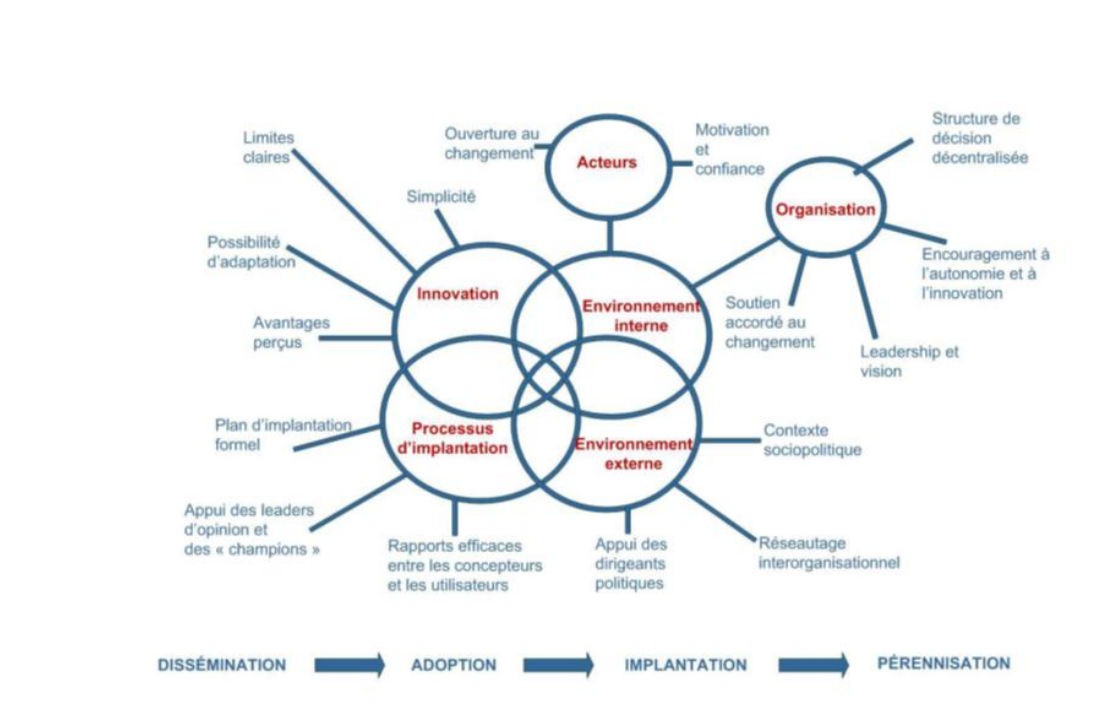 Limites
claires
Ouverture au
changement
Acteurs
Motivation
et
confiance
Structure de
décision
décentralisée
Simplicité
Organisation
Possibilité
d'adaptation
Encouragement à
l'autonomie et à
l'innovation
Innovation
Environnement
interne
Soutien
accordé au
changement
Avantages
perçus
Leadership et
vision
Plan d'implantation
formel
Processus
d'implantation
Environnement
externe
Contexte
sociopolitique
Appui des leaders
d'opinion et
des « champions »
Rapports efficaces
entre les concepteurs
et les utilisateurs
Appui des
dirigeants
politiques
Réseautage
interorganisationnel
DISSÉMINATION
ADOPTION
IMPLANTATION
PÉRENNISATION